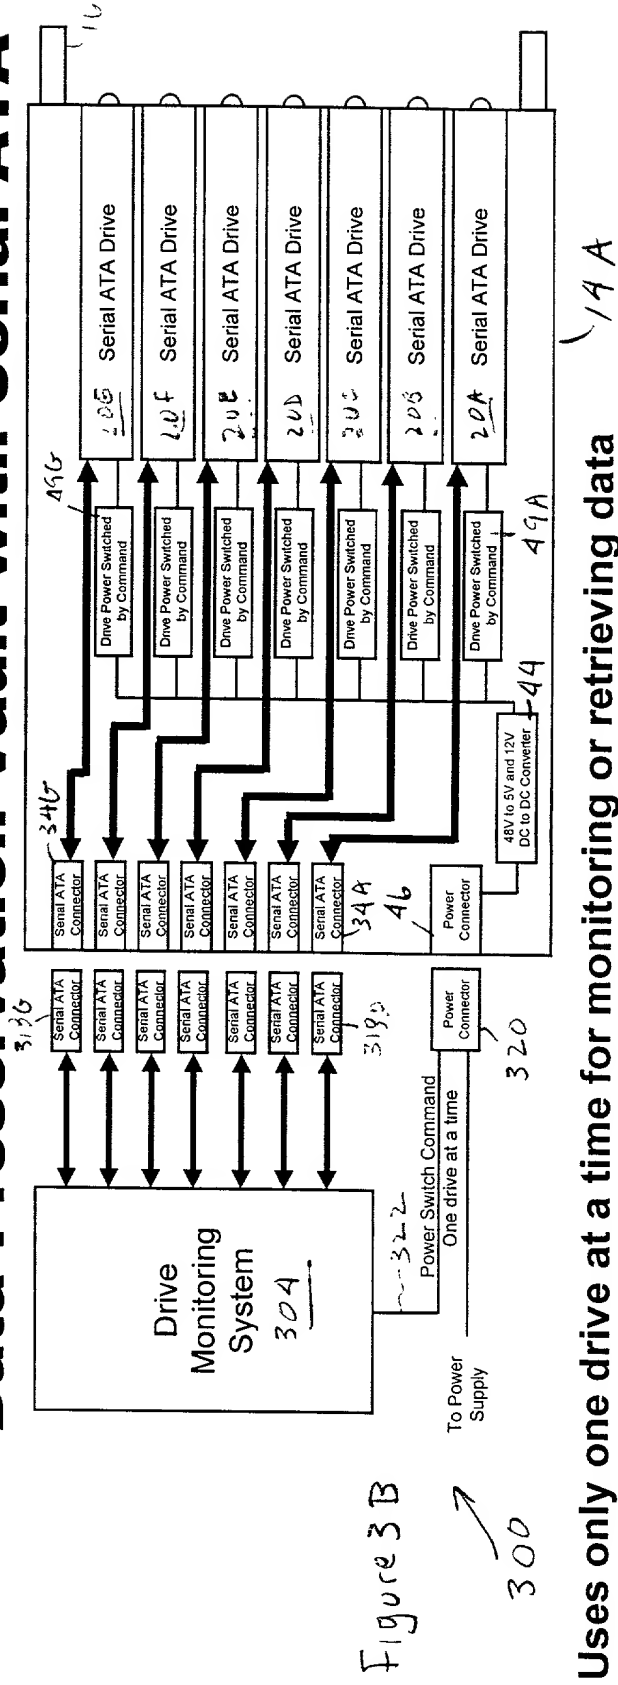 Data Preservation Vault with Serial ATA
16
319G
Serial ATA
Connector
Serial ATA
Connector
Serial ATA
Connector
Serial ATA
Connector
Serial ATA
Connector
Serial ATA
Connector
Serial ATA
Connector
34G
Serial ATA
Connector
Serial ATA
Connector
Serial ATA
Connector
Serial ATA
Connector
Serial ATA
Connector
Serial ATA
Connector
Serial ATA
Connector
34A
46
49G
Drive Power Switched
by Command
Drive Power Switched
by Command
Drive Power Switched
by Command
Drive Power Switched
by Command
Drive Power Switched
by Command
Drive Power Switched
by Command
Drive Power Switched
by Command
49A
Serial ATA Drive
20F Serial ATA Drive
20E Serial ATA Drive
20D Serial ATA Drive
20C Serial ATA Drive
20B Serial ATA Drive
20A Serial ATA Drive
Drive
Monitoring
System
304
322
Power Switch Command
One drive at a time
To Power
Supply
Power
Connector
320
Power
Connector
48V to 5V and 12V
DC to DC Converter
44
14A
Figure 3B
300
Uses only one drive at a time for monitoring or retrieving data